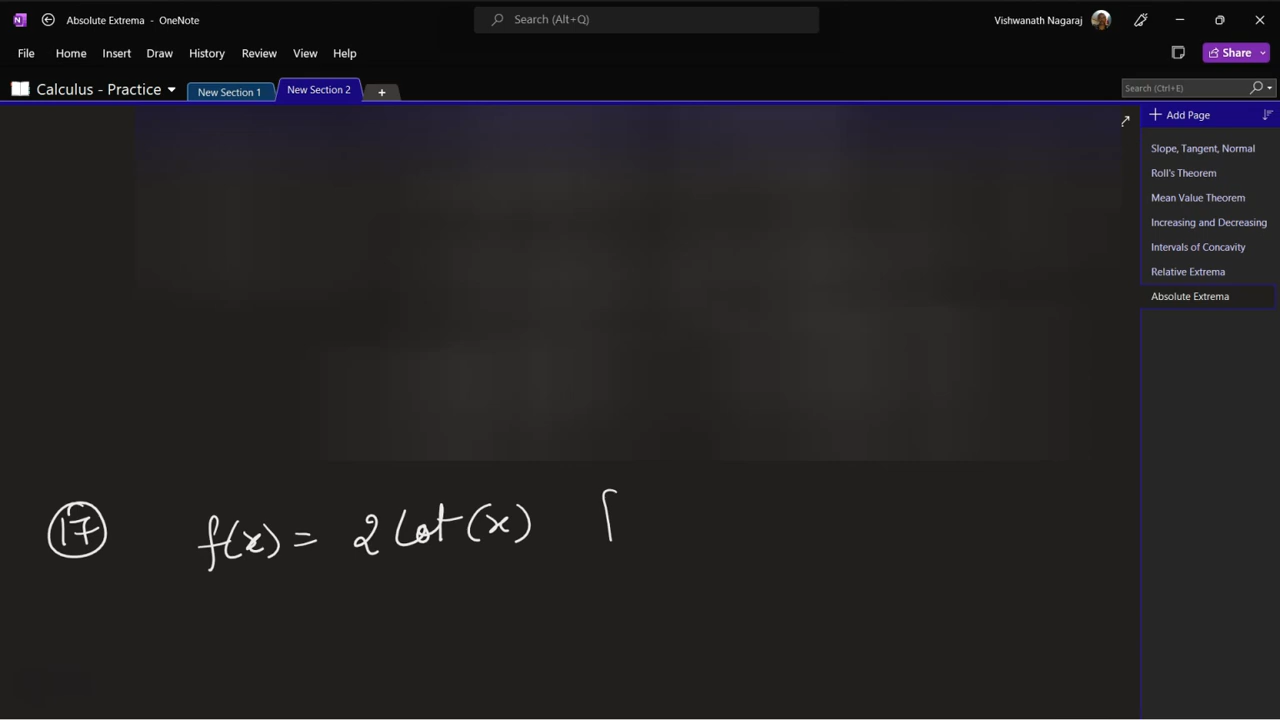 Absolute Extrema - OneNote
Search (Alt+Q)
Vishwanath Nagaraj
File Home Insert Draw History Review View Help
Share
Calculus - Practice
New Section 1
New Section 2
+
Search (Ctrl+E)
Add Page
Slope, Tangent, Normal
Roll's Theorem
Mean Value Theorem
Increasing and Decreasing
Intervals of Concavity
Relative Extrema
Absolute Extrema
17 f(x) = 2 Cot(x) [